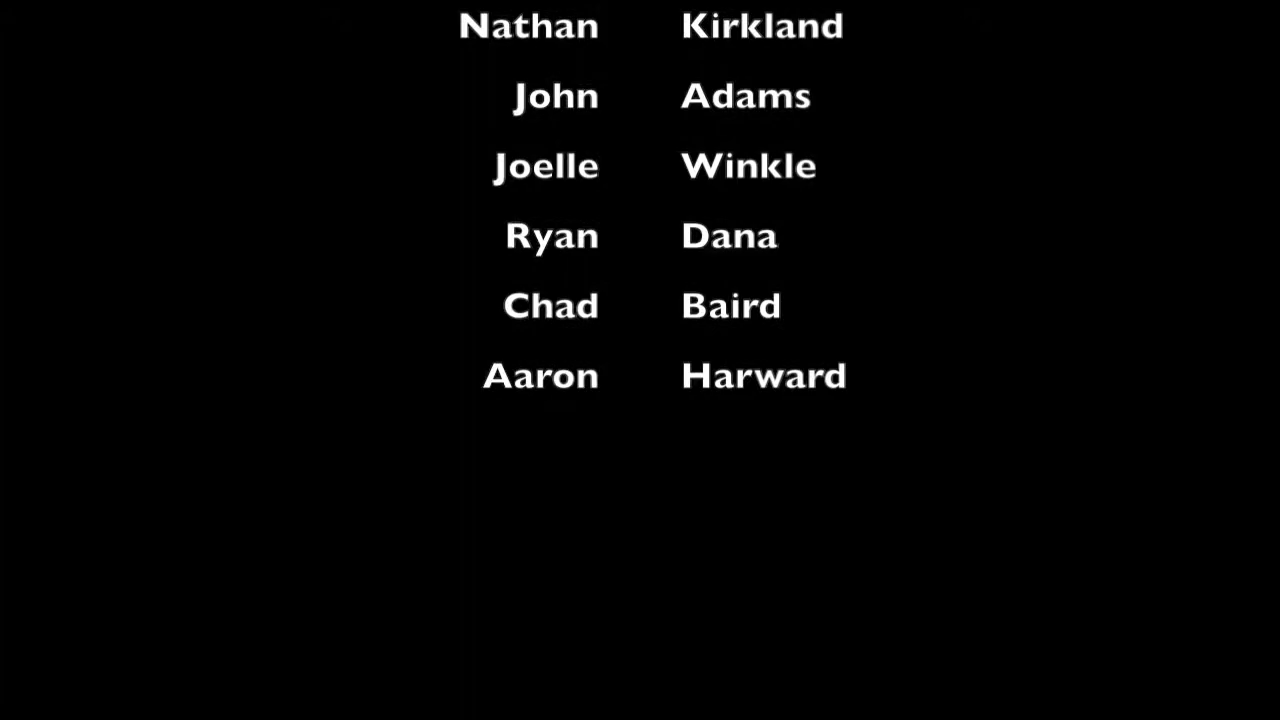 Nathan Kirkland
John Adams
Joelle Winkle
Ryan Dana
Chad Baird
Aaron Harward